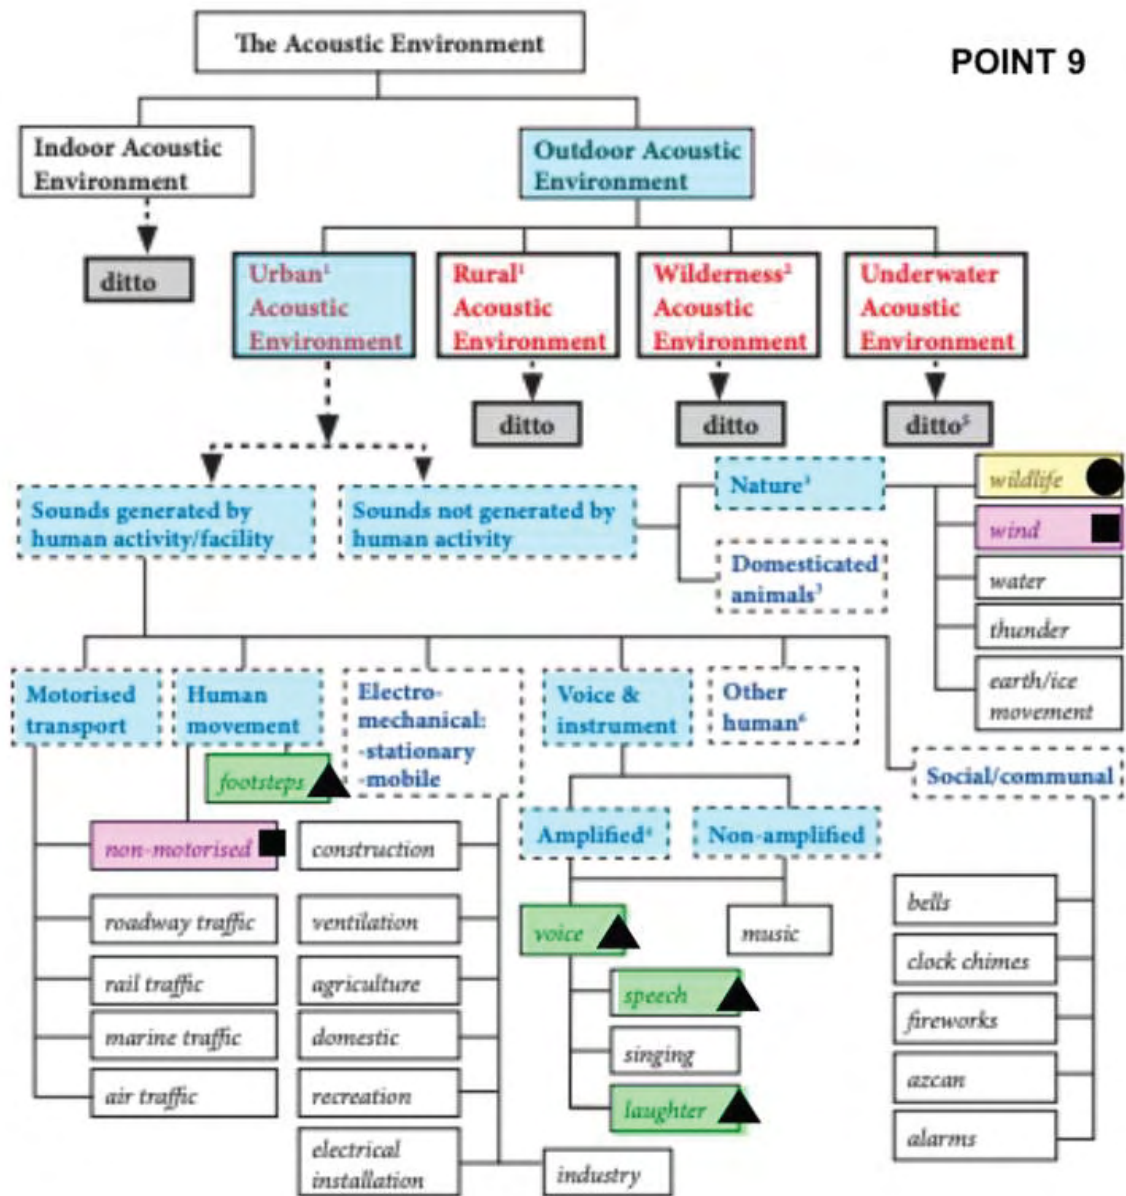 The Acoustic Environment
POINT 9
Indoor Acoustic
Environment
Outdoor Acoustic
Environment
ditto
Urban¹
Acoustic
Environment
Rural¹
Acoustic
Environment
Wilderness²
Acoustic
Environment
Underwater
Acoustic
Environment
ditto
ditto
ditto⁵
Sounds generated by
human activity/facility
Sounds not generated by
human activity
Nature³
Domesticated
animals³
wildlife
wind
water
thunder
earth/ice
movement
Motorised
transport
Human
movement
Electro-
mechanical:
-stationary
-mobile
Voice &
instrument
Other
human⁶
Social/communal
footsteps
non-motorised
roadway traffic
rail traffic
marine traffic
air traffic
construction
ventilation
agriculture
domestic
recreation
electrical
installation
industry
Amplified⁴
Non-amplified
voice
music
speech
singing
laughter
bells
clock chimes
fireworks
azcan
alarms